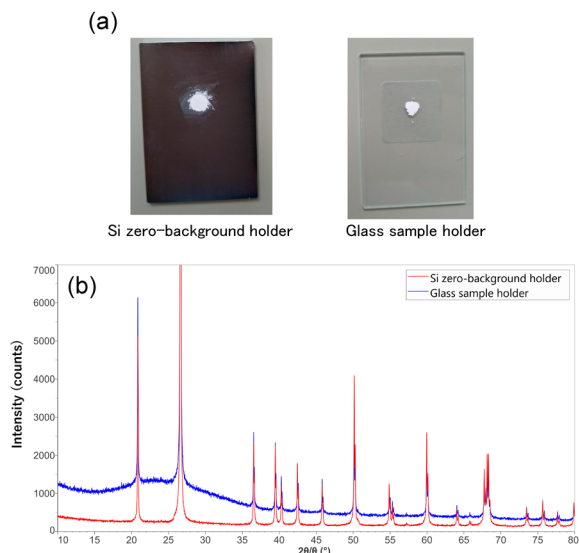 (a)
Si zero-background holder
Glass sample holder
(b)
Si zero-background holder
Glass sample holder
Intensity (counts)
7000
6000
5000
4000
3000
2000
1000
0
10 15 20 25 30 35 40 45 50 55 60 65 70 75 80
2θ/θ (°)